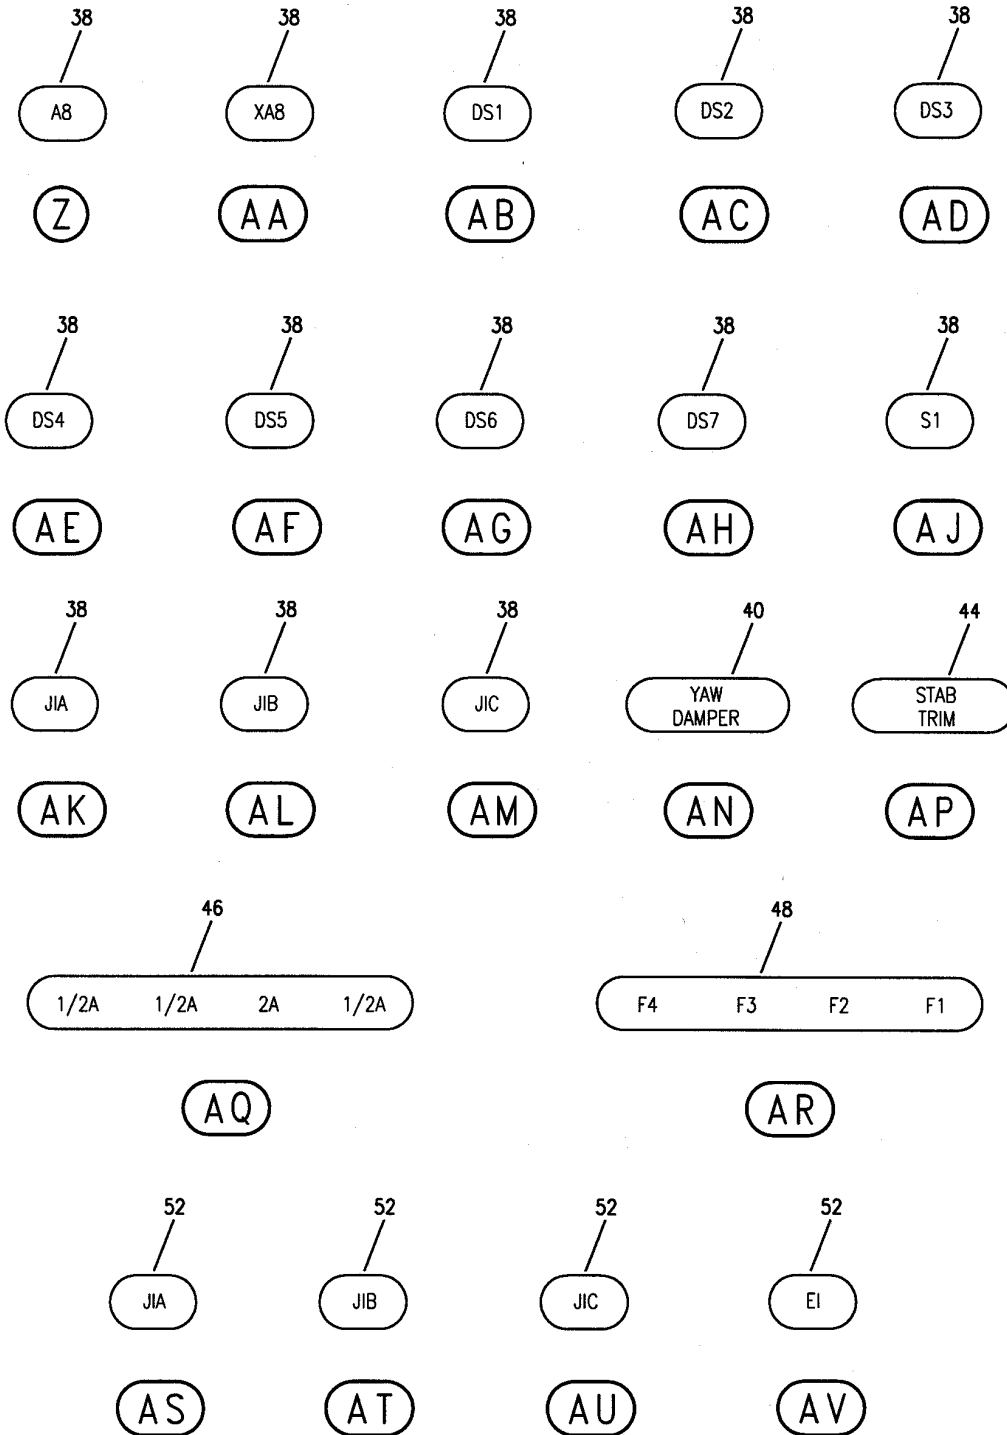 38 38 38 38 38
A8 XA8 DS1 DS2 DS3
Z AA AB AC AD
38 38 38 38 38
DS4 DS5 DS6 DS7 S1
AE AF AG AH AJ
38 38 38 40 44
JIA JIB JIC YAW DAMPER STAB TRIM
AK AL AM AN AP
46 48
1/2A 1/2A 2A 1/2A F4 F3 F2 F1
AQ AR
52 52 52 52
JIA JIB JIC EI
AS AT AU AV